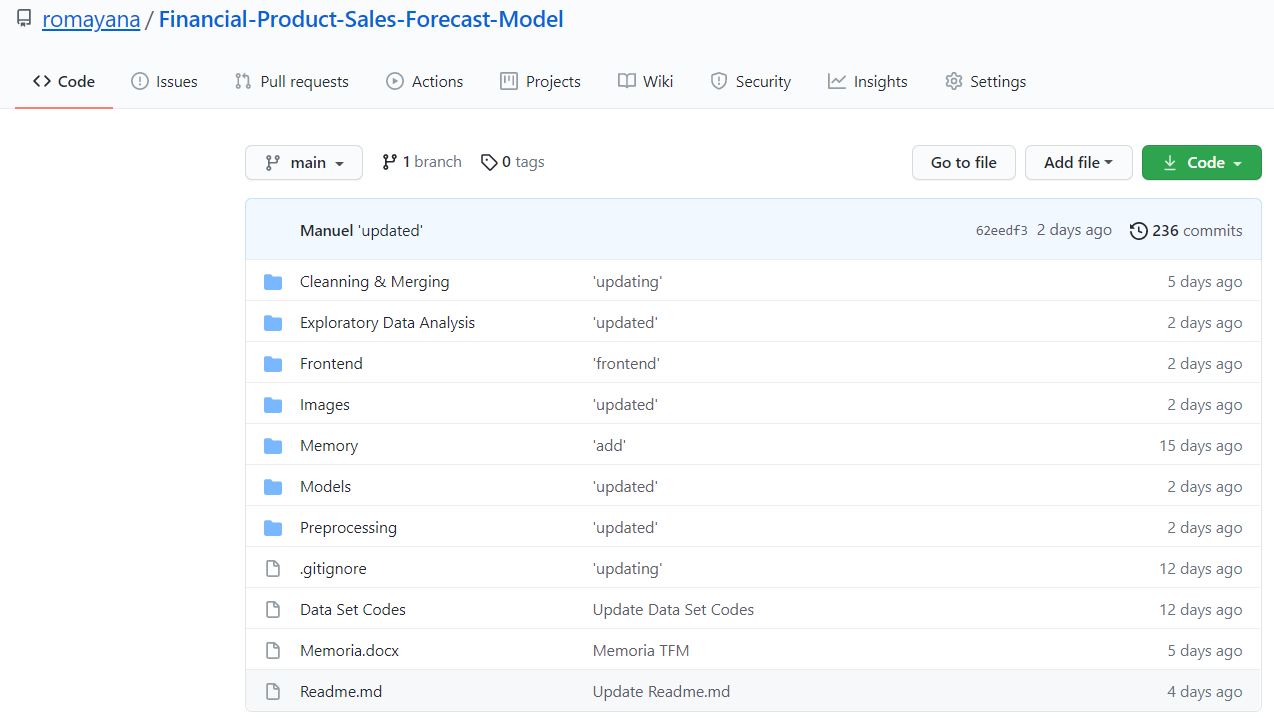 romayana / Financial-Product-Sales-Forecast-Model
Code Issues Pull requests Actions Projects Wiki Security Insights Settings
main 1 branch 0 tags Go to file Add file Code
Manuel 'updated' 62eedf3 2 days ago 236 commits
Cleanning & Merging 'updating' 5 days ago
Exploratory Data Analysis 'updated' 2 days ago
Frontend 'frontend' 2 days ago
Images 'updated' 2 days ago
Memory 'add' 15 days ago
Models 'updated' 2 days ago
Preprocessing 'updated' 2 days ago
.gitignore 'updating' 12 days ago
Data Set Codes Update Data Set Codes 12 days ago
Memoria.docx Memoria TFM 5 days ago
Readme.md Update Readme.md 4 days ago